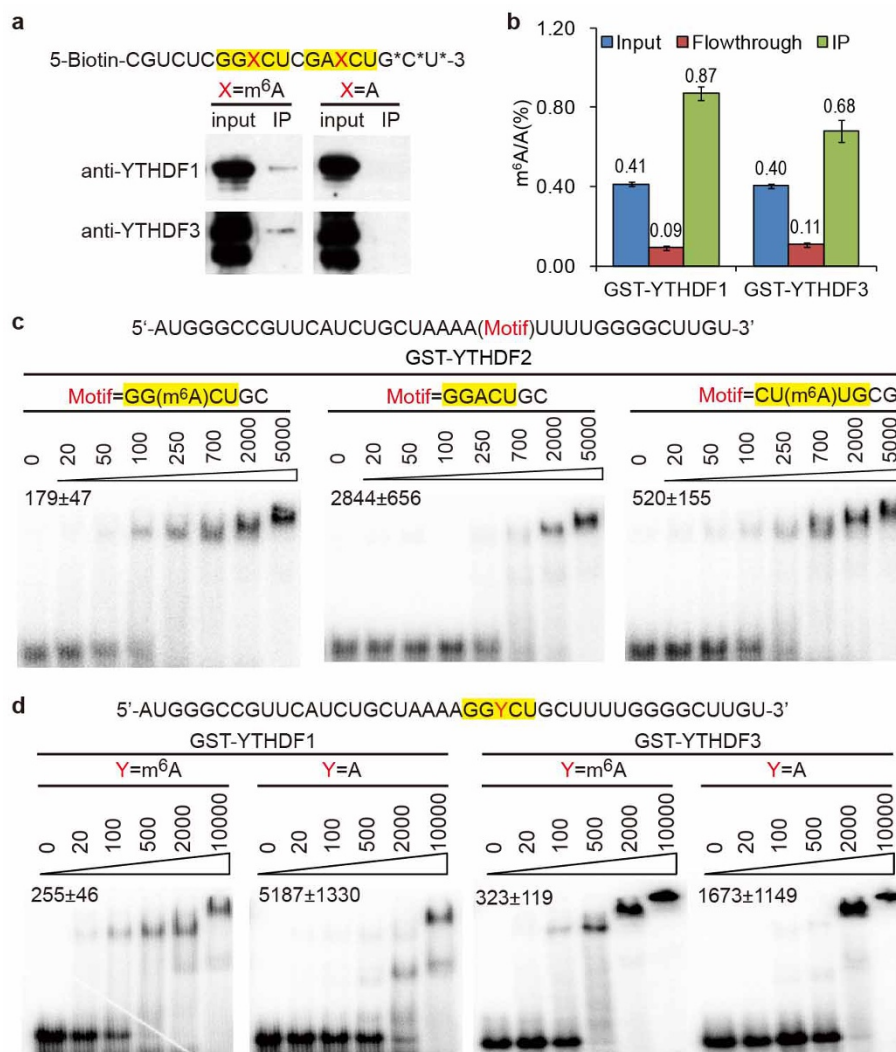 a
5-Biotin-CGUCUCGGXCUCGAXCUG*C*U*-3
X=m⁶A X=A
input IP input IP
anti-YTHDF1
anti-YTHDF3
b
Input Flowthrough IP
m⁶A/A(%)
1.20
0.80
0.40
0.00
0.41
0.09
0.87
0.40
0.11
0.68
GST-YTHDF1 GST-YTHDF3
c
5‘-AUGGGCCGUUCAUCUGCUAAAA(Motif)UUUUGGGGCUUGU-3’
GST-YTHDF2
Motif=GG(m⁶A)CUGC Motif=GGACUGC Motif=CU(m⁶A)UGCG
0 20 50 100 250 700 2000 5000 0 20 50 100 250 700 2000 5000 0 20 50 100 250 700 2000 5000
179±47 2844±656 520±155
d
5’-AUGGGCCGUUCAUCUGCUAAAAGGYCUGCUUUUGGGGCUUGU-3’
GST-YTHDF1 GST-YTHDF3
Y=m⁶A Y=A Y=m⁶A Y=A
0 20 100 500 2000 10000 0 20 100 500 2000 10000 0 20 100 500 2000 10000 0 20 100 500 2000 10000
255±46 5187±1330 323±119 1673±1149